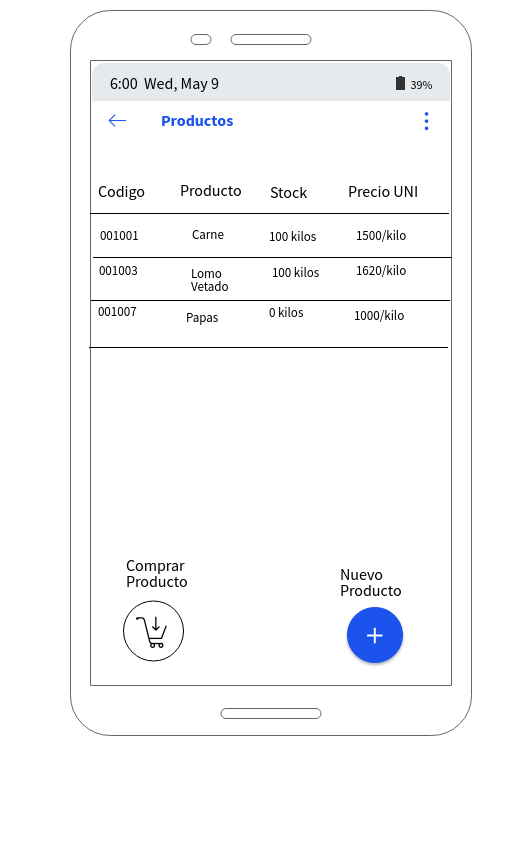 6:00 Wed, May 9 39%
Productos
Codigo Producto Stock Precio UNI
001001 Carne 100 kilos 1500/kilo
001003 Lomo 100 kilos 1620/kilo
Vetado
001007 Papas 0 kilos 1000/kilo
Comprar
Producto
Nuevo
Producto